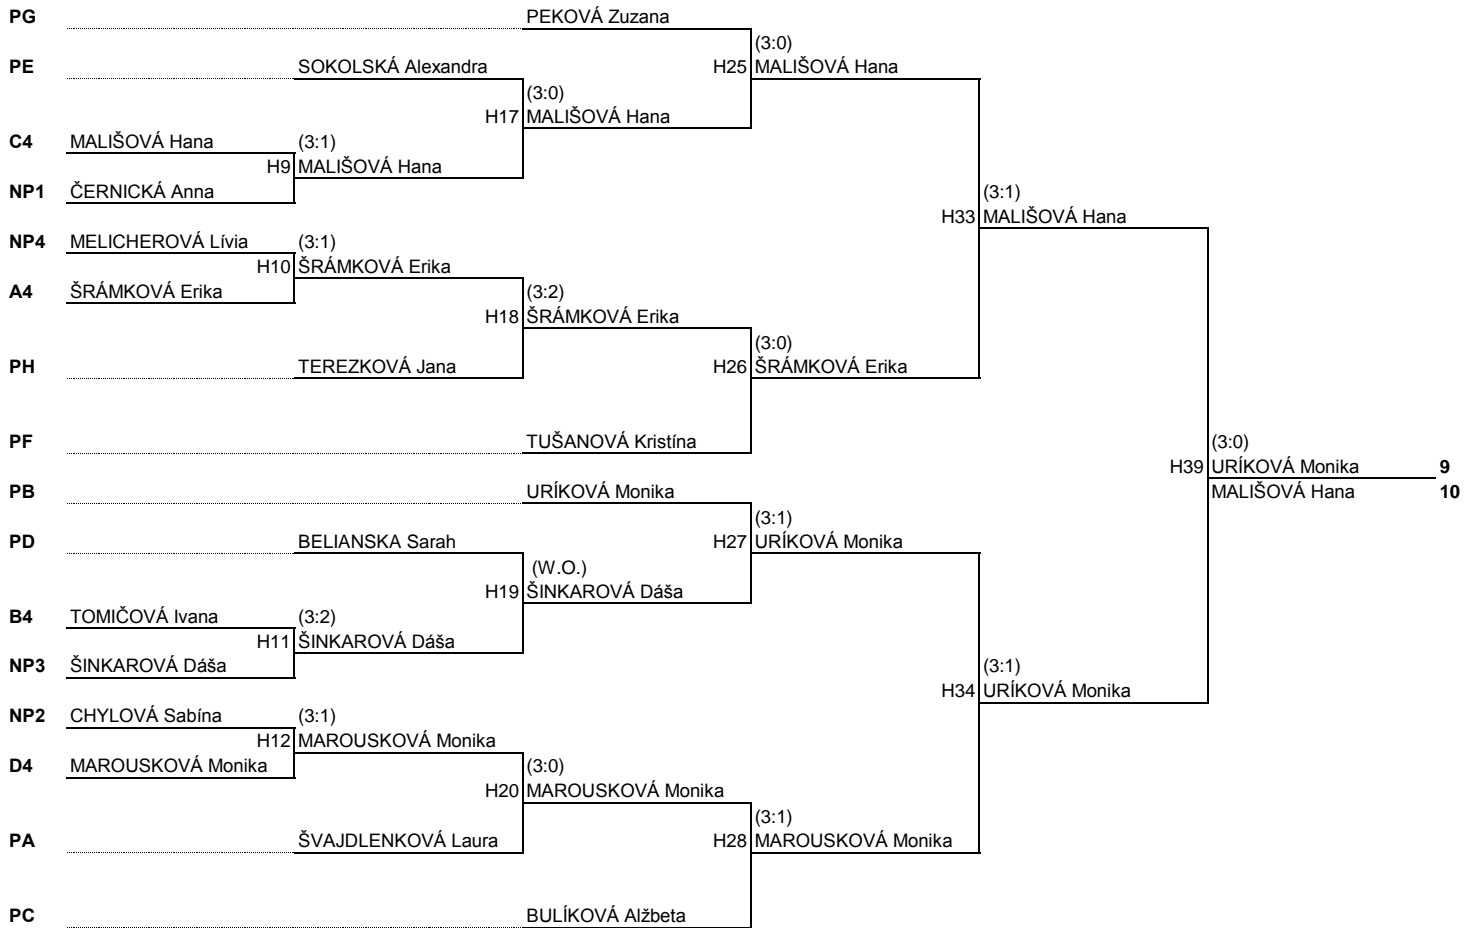 PG PEKOVÁ Zuzana
(3:0)
PE SOKOLSKÁ Alexandra H25 MALIŠOVÁ Hana
(3:0)
H17 MALIŠOVÁ Hana
C4 MALIŠOVÁ Hana (3:1)
H9 MALIŠOVÁ Hana
NP1 ČERNICKÁ Anna (3:1)
H33 MALIŠOVÁ Hana
NP4 MELICHEROVÁ Lívia (3:1)
H10 ŠRÁMKOVÁ Erika
A4 ŠRÁMKOVÁ Erika (3:2)
H18 ŠRÁMKOVÁ Erika
(3:0)
PH TEREZKOVÁ Jana H26 ŠRÁMKOVÁ Erika
PF TUŠANOVÁ Kristína (3:0)
H39 URÍKOVÁ Monika 9
PB URÍKOVÁ Monika MALIŠOVÁ Hana 10
(3:1)
PD BELIANSKA Sarah H27 URÍKOVÁ Monika
(W.O.)
H19 ŠINKAROVÁ Dáša
B4 TOMIČOVÁ Ivana (3:2)
H11 ŠINKAROVÁ Dáša
NP3 ŠINKAROVÁ Dáša (3:1)
H34 URÍKOVÁ Monika
NP2 CHYLOVÁ Sabína (3:1)
H12 MAROUSKOVÁ Monika
D4 MAROUSKOVÁ Monika (3:0)
H20 MAROUSKOVÁ Monika
(3:1)
PA ŠVAJDLENKOVÁ Laura H28 MAROUSKOVÁ Monika
PC BULÍKOVÁ Alžbeta